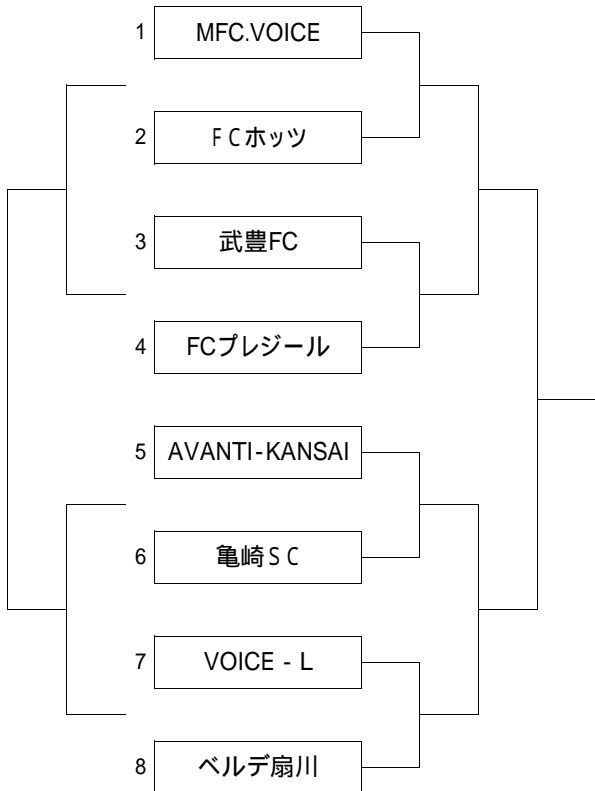 1 MFC.VOICE
2 ＦＣホッツ
3 武豊FC
4 FCプレジール
5 AVANTI-KANSAI
6 亀崎ＳＣ
7 VOICE - L
8 ベルデ扇川